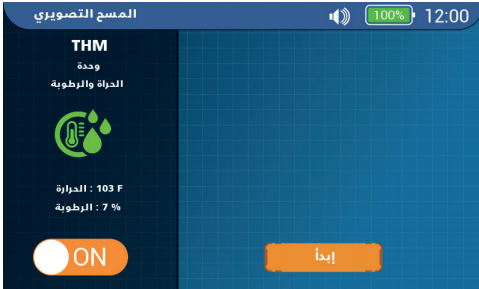 المسح التصويري
100%
12:00
THM
وحدة
الحراة والرطوبة
103 F : الحرارة
7 % : الرطوبة
ON
إبدأ